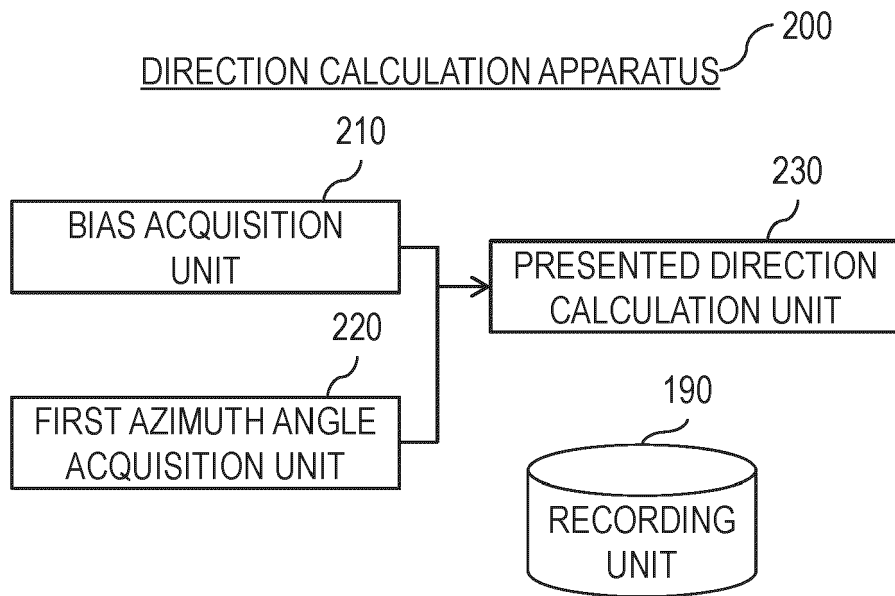 200
DIRECTION CALCULATION APPARATUS
210
BIAS ACQUISITION
UNIT
230
PRESENTED DIRECTION
CALCULATION UNIT
220
FIRST AZIMUTH ANGLE
ACQUISITION UNIT
190
RECORDING
UNIT